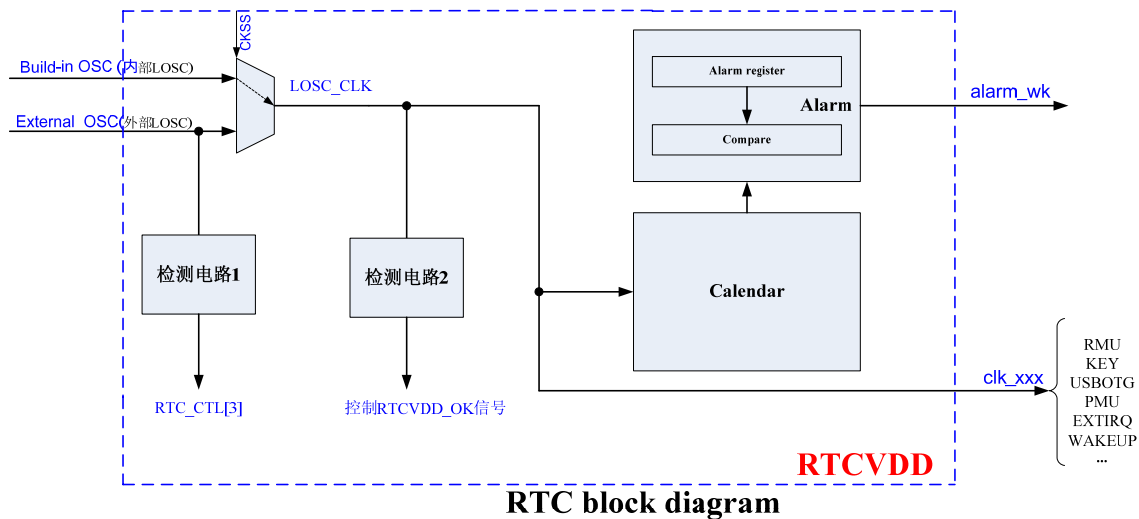 CKSS
Build-in OSC (内部LOSC)
LOSC_CLK
External OSC(外部LOSC)
检测电路1
RTC_CTL[3]
检测电路2
控制RTCVDD_OK信号
Alarm register
Alarm
Compare
alarm_wk
Calendar
clk_xxx
RMU
KEY
USBOTG
PMU
EXTIRQ
WAKEUP
...
RTCVDD
RTC block diagram